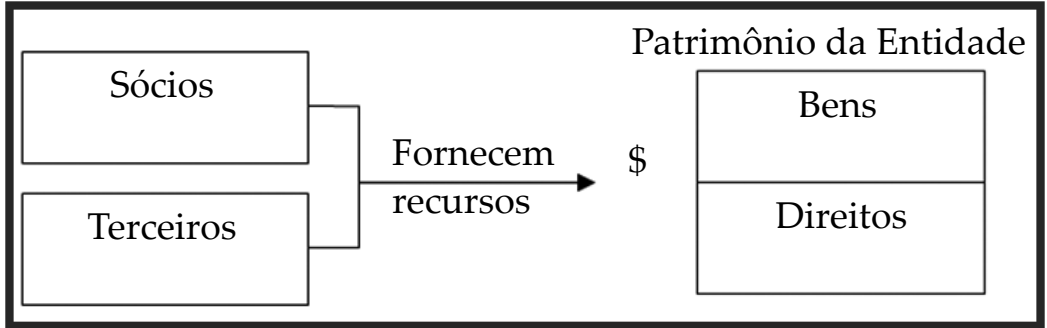 Patrimônio da Entidade
Sócios
Terceiros
Fornecem
recursos
$
Bens
Direitos